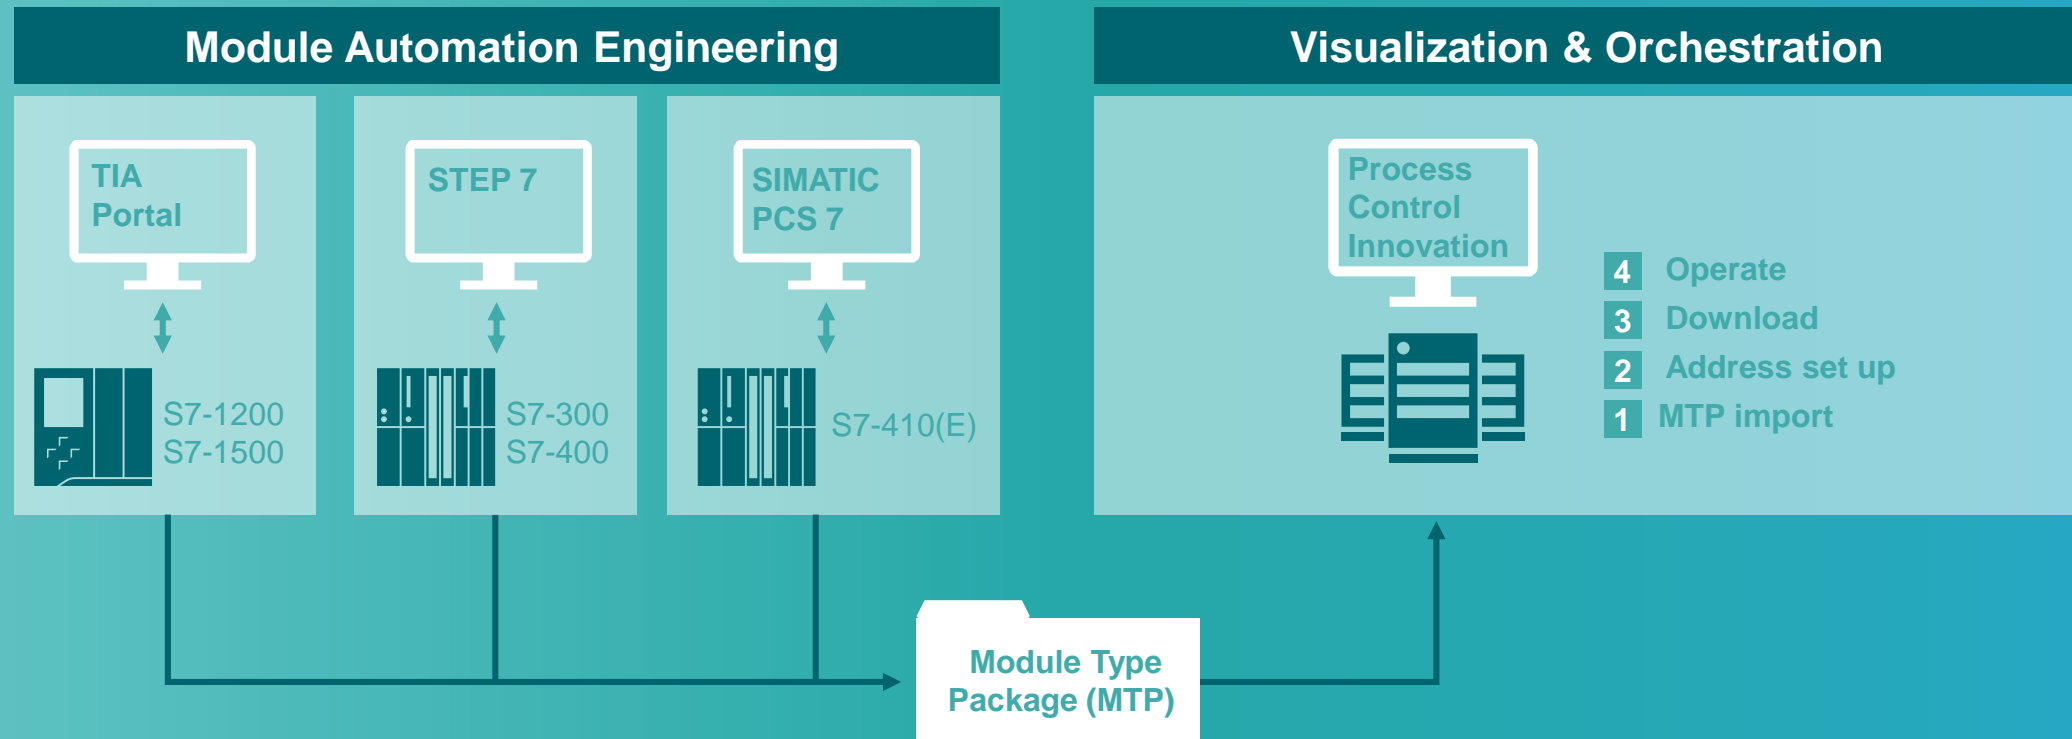 Module Automation Engineering
Visualization & Orchestration
TIA
Portal
S7-1200
S7-1500
STEP 7
S7-300
S7-400
SIMATIC
PCS 7
S7-410(E)
Process
Control
Innovation
4 Operate
3 Download
2 Address set up
1 MTP import
Module Type
Package (MTP)